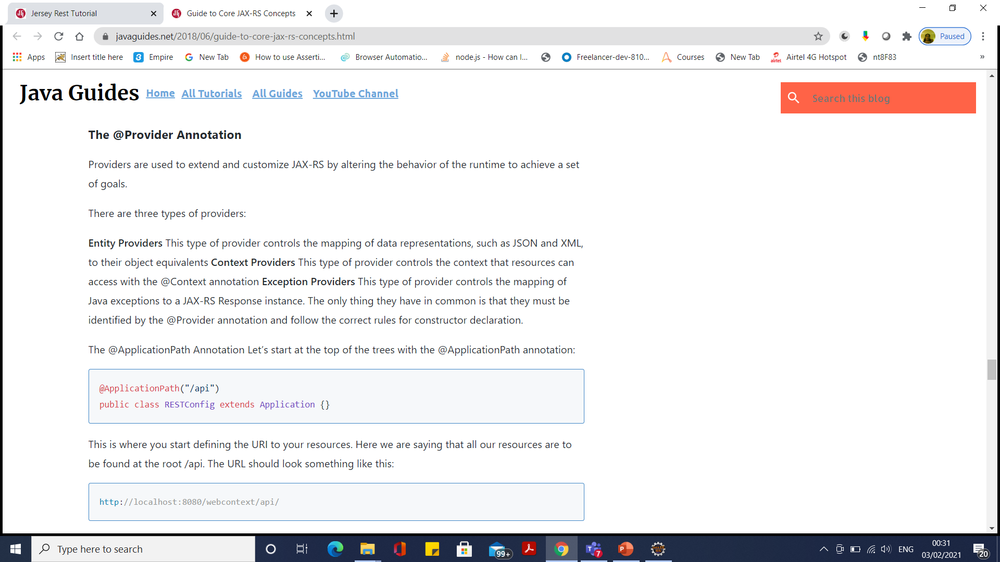 Jersey Rest Tutorial
Guide to Core JAX-RS Concepts
javaguides.net/2018/06/guide-to-core-jax-rs-concepts.html
Paused
Apps
Insert title here
Empire
New Tab
How to use Asserti...
Browser Automatio...
node.js - How can I...
Freelancer-dev-810...
Courses
New Tab
airtel
Airtel 4G Hotspot
nt8F83
»
Java Guides
Home
All Tutorials
All Guides
YouTube Channel
Search this blog
The @Provider Annotation
Providers are used to extend and customize JAX-RS by altering the behavior of the runtime to achieve a set
of goals.
There are three types of providers:
Entity Providers This type of provider controls the mapping of data representations, such as JSON and XML,
to their object equivalents Context Providers This type of provider controls the context that resources can
access with the @Context annotation Exception Providers This type of provider controls the mapping of
Java exceptions to a JAX-RS Response instance. The only thing they have in common is that they must be
identified by the @Provider annotation and follow the correct rules for constructor declaration.
The @ApplicationPath Annotation Let's start at the top of the trees with the @ApplicationPath annotation:
@ApplicationPath("/api")
public class RESTConfig extends Application {}
This is where you start defining the URI to your resources. Here we are saying that all our resources are to
be found at the root /api. The URL should look something like this:
http://localhost:8080/webcontext/api/
Type here to search
99+
7
ENG
00:31
03/02/2021
20